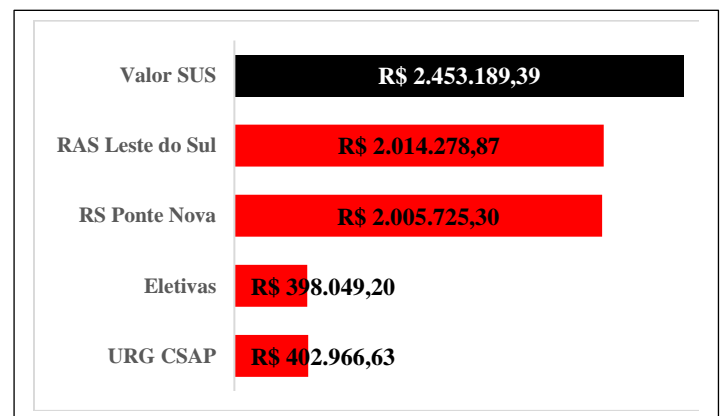 Valor SUS R$ 2.453.189,39
RAS Leste do Sul R$ 2.014.278,87
RS Ponte Nova R$ 2.005.725,30
Eletivas R$ 398.049,20
URG CSAP R$ 402.966,63